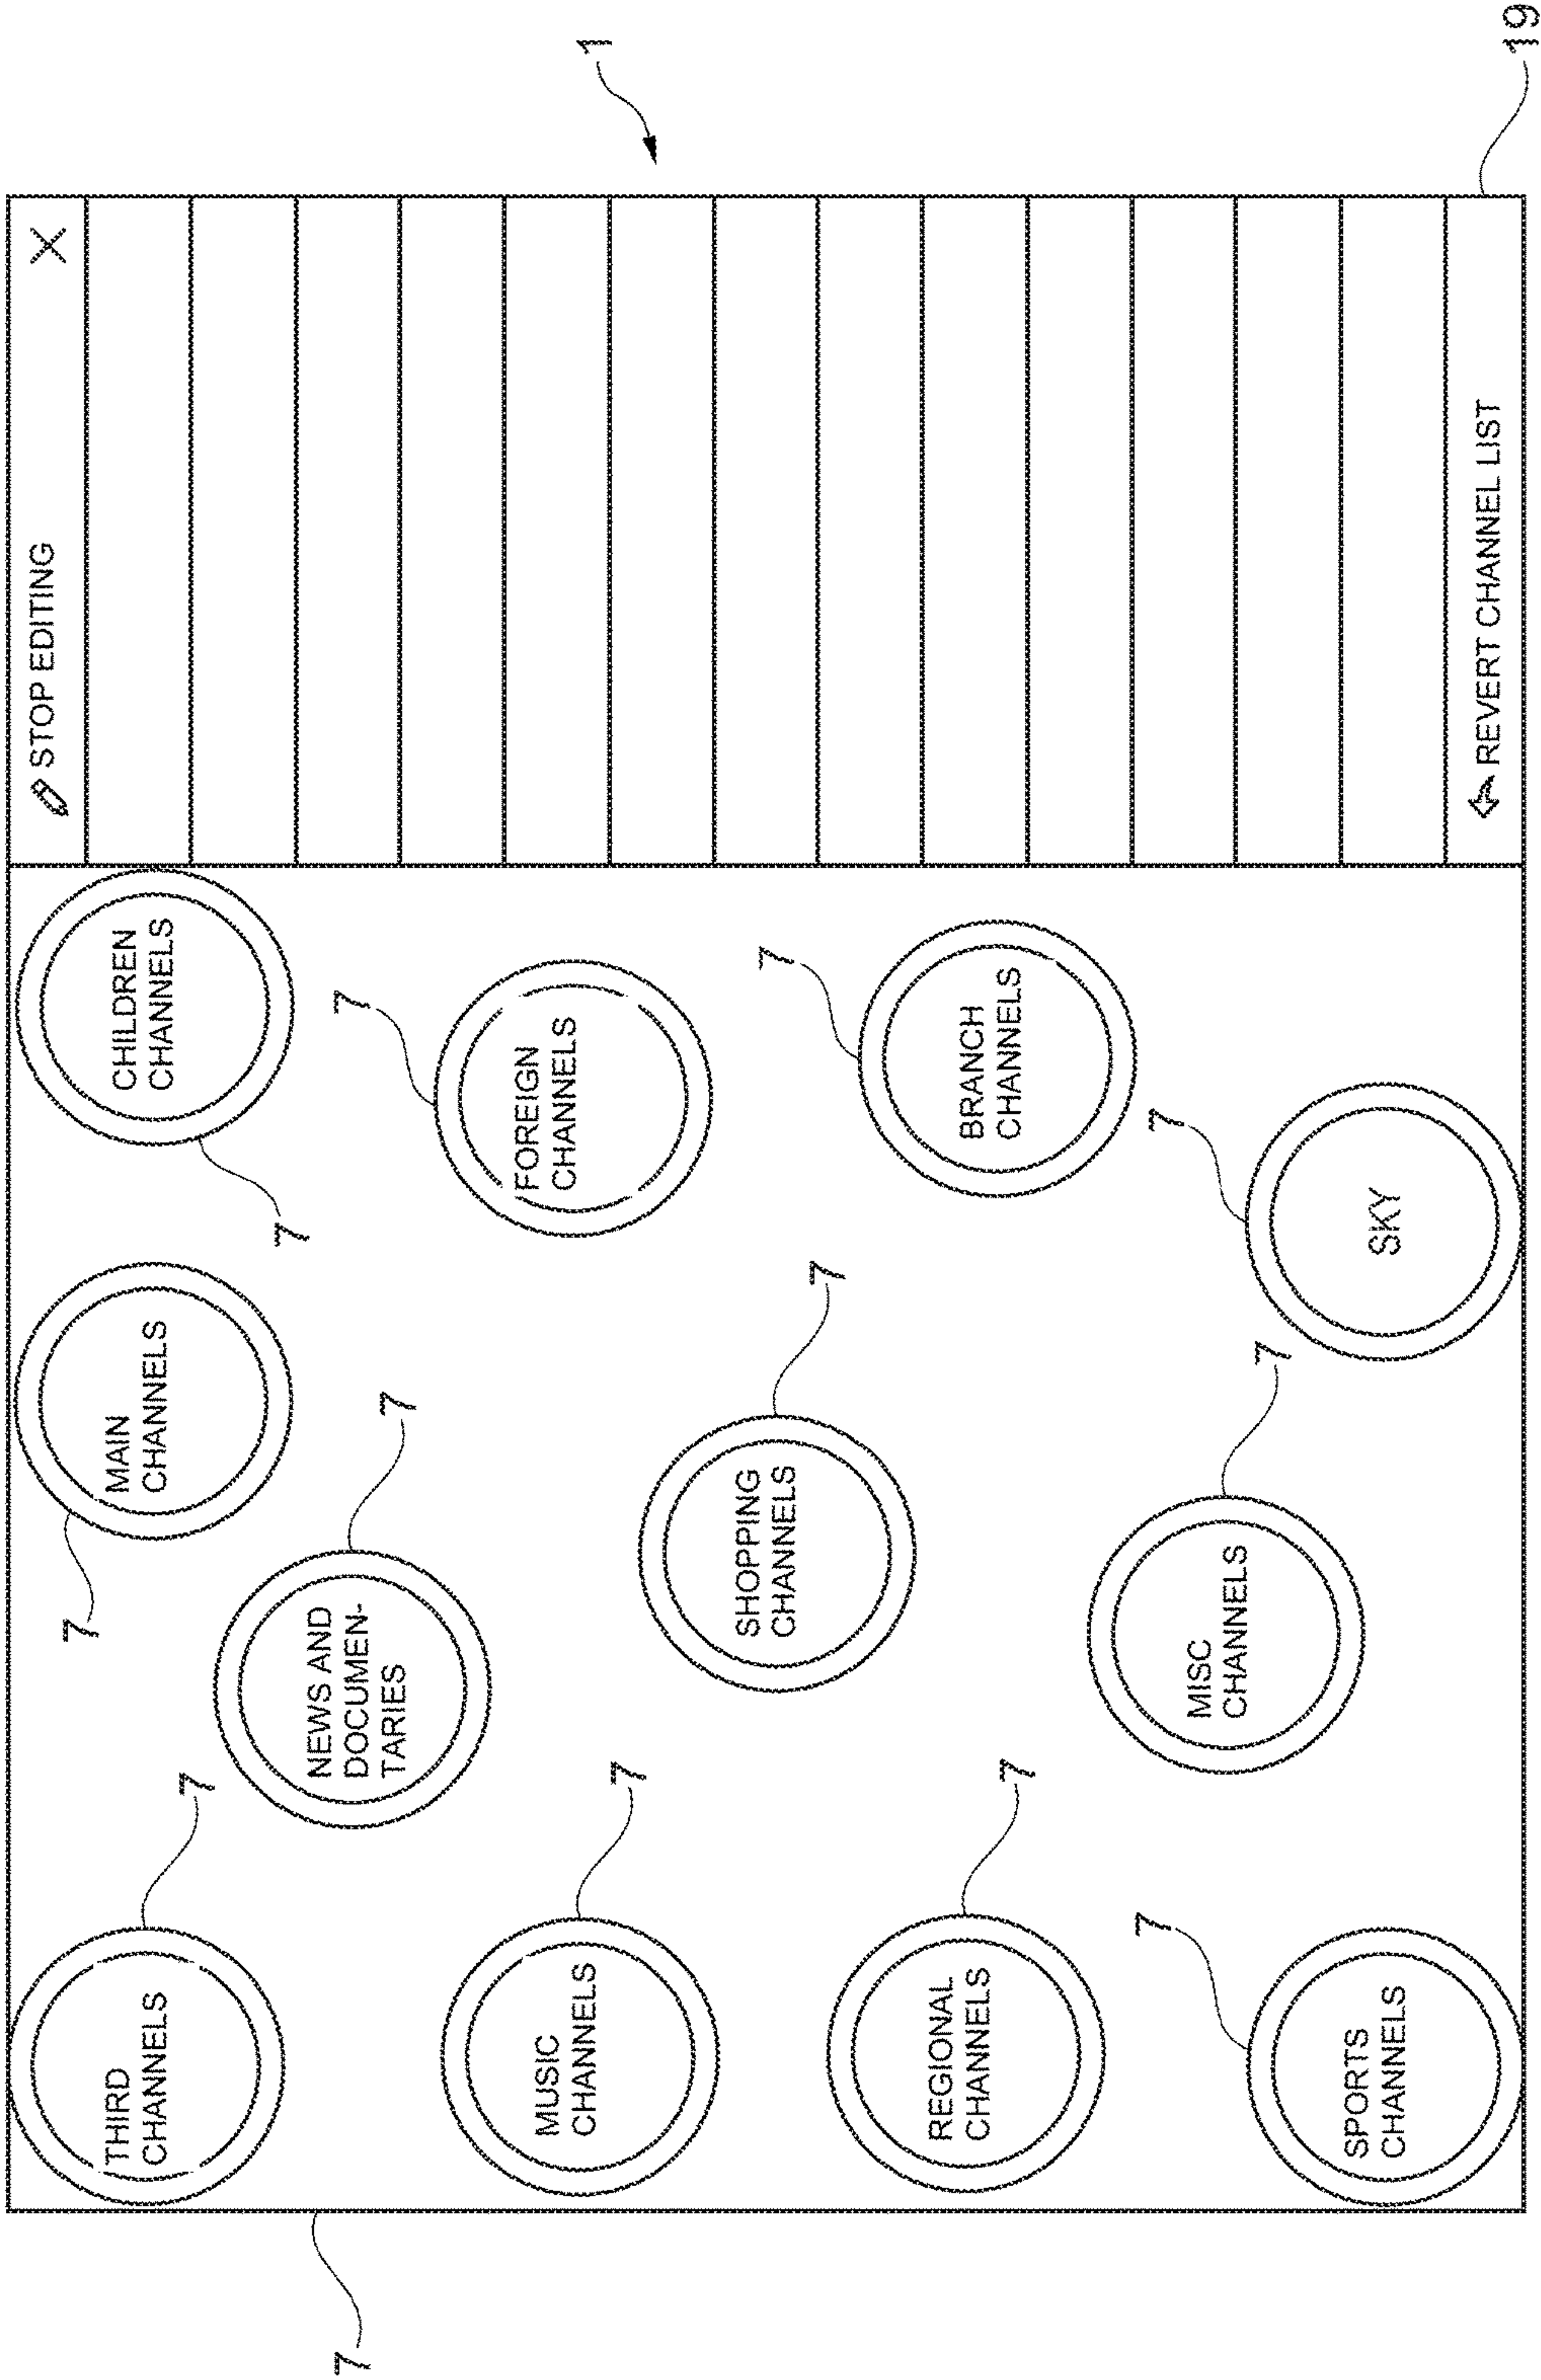 STOP EDITING X
7
THIRD
CHANNELS
7
MAIN
CHANNELS
7
CHILDREN
CHANNELS
7
7
NEWS AND
DOCUMEN-
TARIES
7
7
FOREIGN
CHANNELS
1
7
MUSIC
CHANNELS
7
SHOPPING
CHANNELS
7
7
BRANCH
CHANNELS
7
REGIONAL
CHANNELS
7
MISC
CHANNELS
7
7
SKY
SPORTS
CHANNELS
REVERT CHANNEL LIST
19